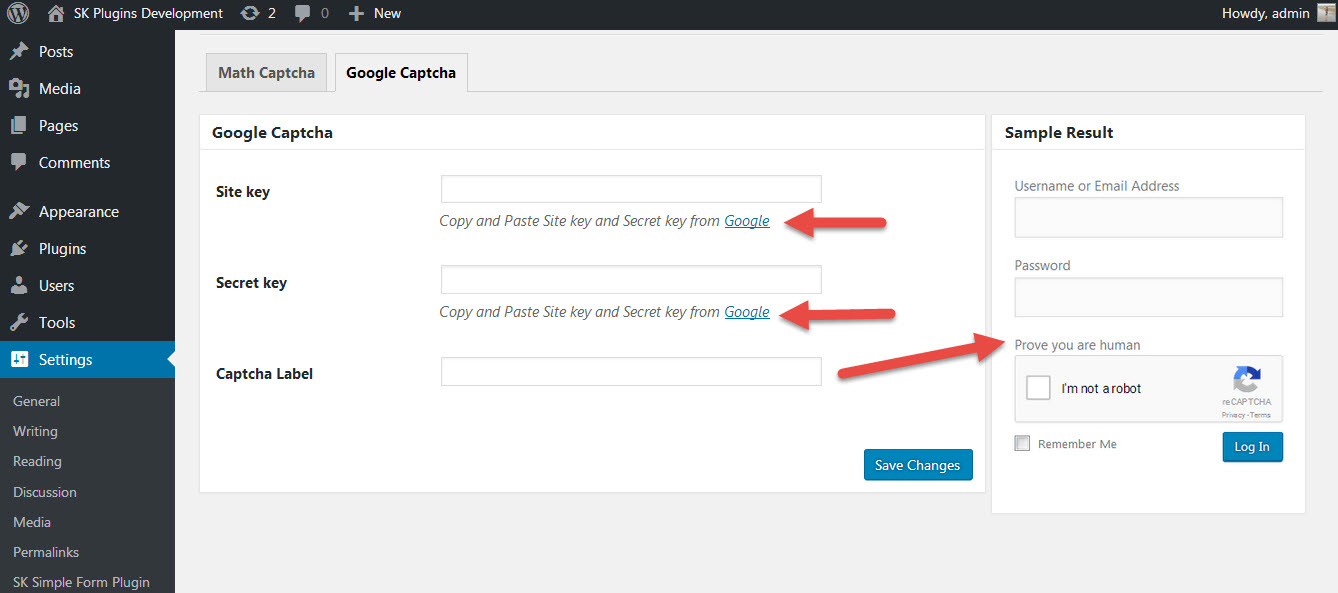 SK Plugins Development 2 0 New Howdy, admin
Posts
Media
Pages
Comments
Appearance
Plugins
Users
Tools
Settings
General
Writing
Reading
Discussion
Media
Permalinks
SK Simple Form Plugin
Math Captcha Google Captcha
Google Captcha
Site key
Copy and Paste Site key and Secret key from Google
Secret key
Copy and Paste Site key and Secret key from Google
Captcha Label
Save Changes
Sample Result
Username or Email Address
Password
Prove you are human
I'm not a robot
reCAPTCHA
Privacy - Terms
Remember Me
Log In